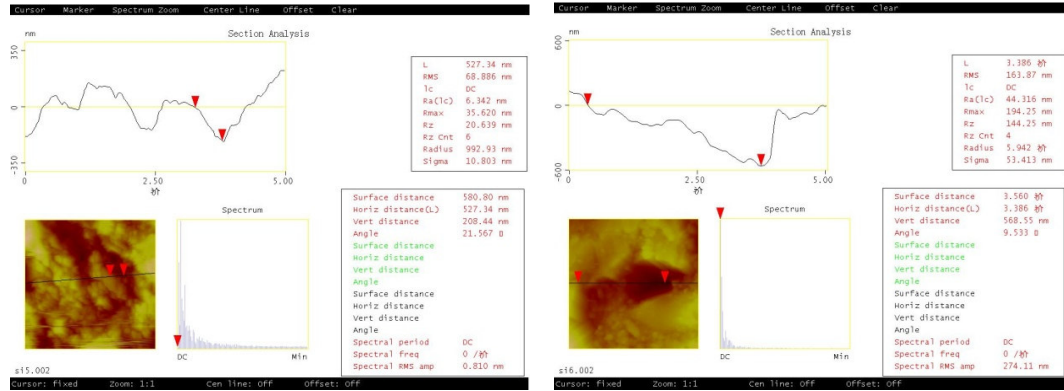 Cursor Marker Spectrum Zoom Center Line Offset Clear
nm Section Analysis
350
0
-350
0 2.50 5.00
价
L 527.34 nm
RMS 68.886 nm
lc DC
Ra(lc) 6.342 nm
Rmax 35.620 nm
Rz 20.639 nm
Rz Cnt 6
Radius 992.93 nm
Sigma 10.803 nm
Surface distance 580.80 nm
Horiz distance(L) 527.34 nm
Vert distance 208.44 nm
Angle 21.567
Surface distance
Horiz distance
Vert distance
Angle
Surface distance
Horiz distance
Vert distance
Angle
Spectral period DC
Spectral freq 0 /价
Spectral RMS amp 0.810 nm
Spectrum
DC Min
si5.002
Cursor: fixed Zoom: 1:1 Cen line: Off Offset: Off
Cursor Marker Spectrum Zoom Center Line Offset Clear
nm Section Analysis
600
0
-600
0 2.50 5.00
价
L 3.386 价
RMS 163.87 nm
lc DC
Ra(lc) 44.316 nm
Rmax 194.25 nm
Rz 144.25 nm
Rz Cnt 4
Radius 5.942 价
Sigma 53.413 nm
Surface distance 3.560 价
Horiz distance(L) 3.386 价
Vert distance 568.55 nm
Angle 9.533
Surface distance
Horiz distance
Vert distance
Angle
Surface distance
Horiz distance
Vert distance
Angle
Spectral period DC
Spectral freq 0 /价
Spectral RMS amp 274.11 nm
Spectrum
DC Min
si6.002
Cursor: fixed Zoom: 1:1 Cen line: Off Offset: Off